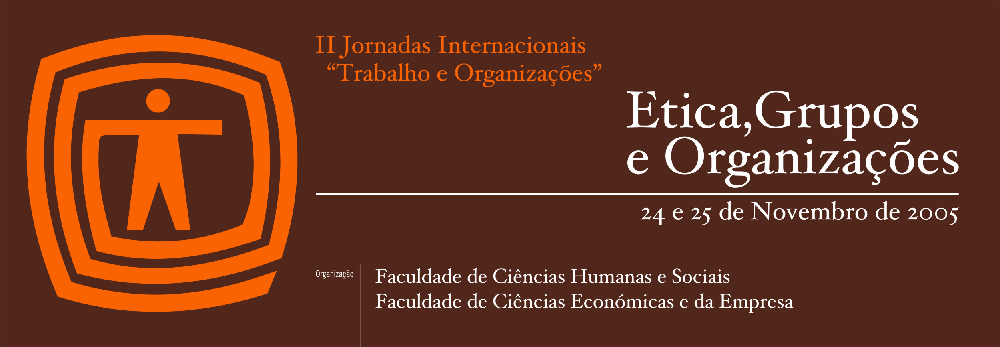 II Jornadas Internacionais
“Trabalho e Organizações”
Ética,Grupos
e Organizações
24 e 25 de Novembro de 2005
Organização
Faculdade de Ciências Humanas e Sociais
Faculdade de Ciências Económicas e da Empresa